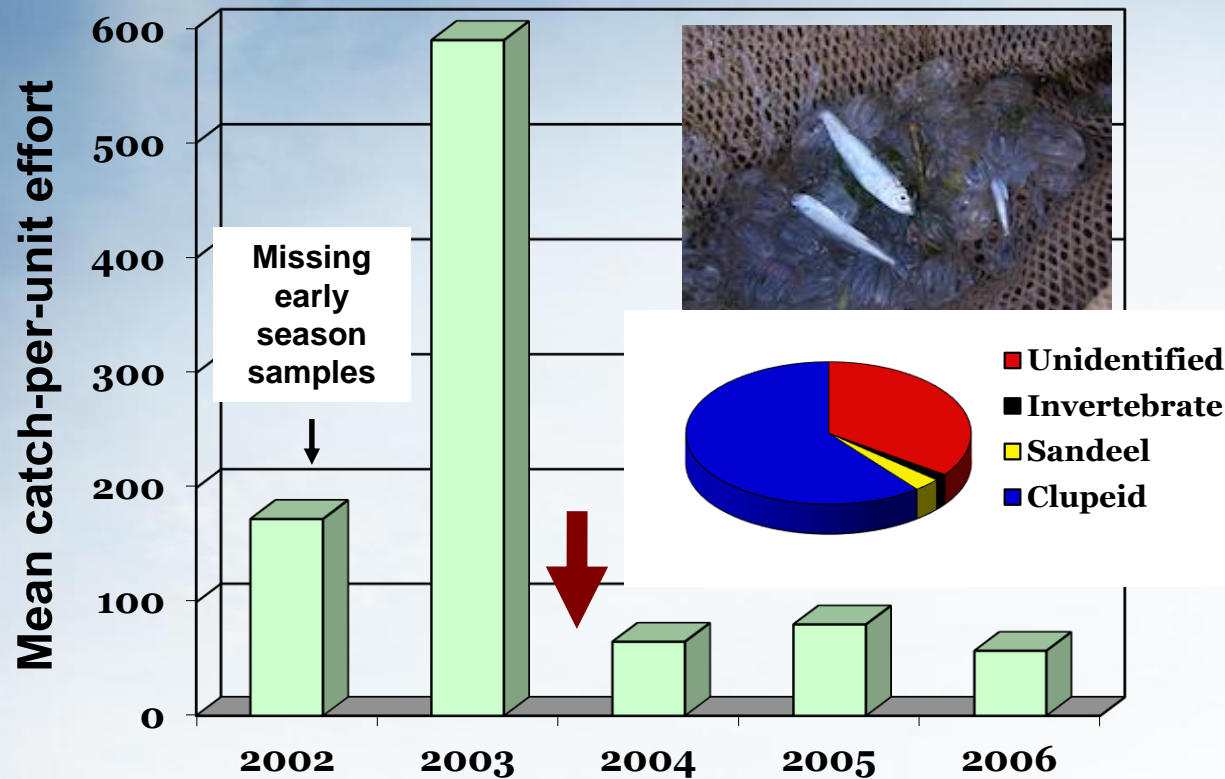 Mean catch-per-unit effort
600
500
400
300
200
100
0
Missing
early
season
samples
Unidentified
Invertebrate
Sandeel
Clupeid
2002
2003
2004
2005
2006